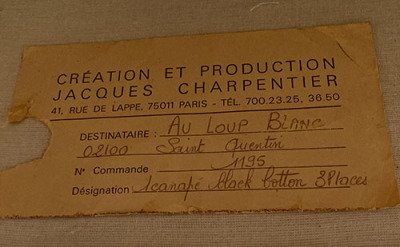 CRÉATION ET PRODUCTION
JACQUES CHARPENTIER
41, RUE DE LAPPE, 75011 PARIS - TÉL. 700.23.25, 36.50
DESTINATAIRE : AU LOUP BLANC
02100 Saint Quentin
N° Commande 1195
Désignation 1 canapé black Cotton 3 Places